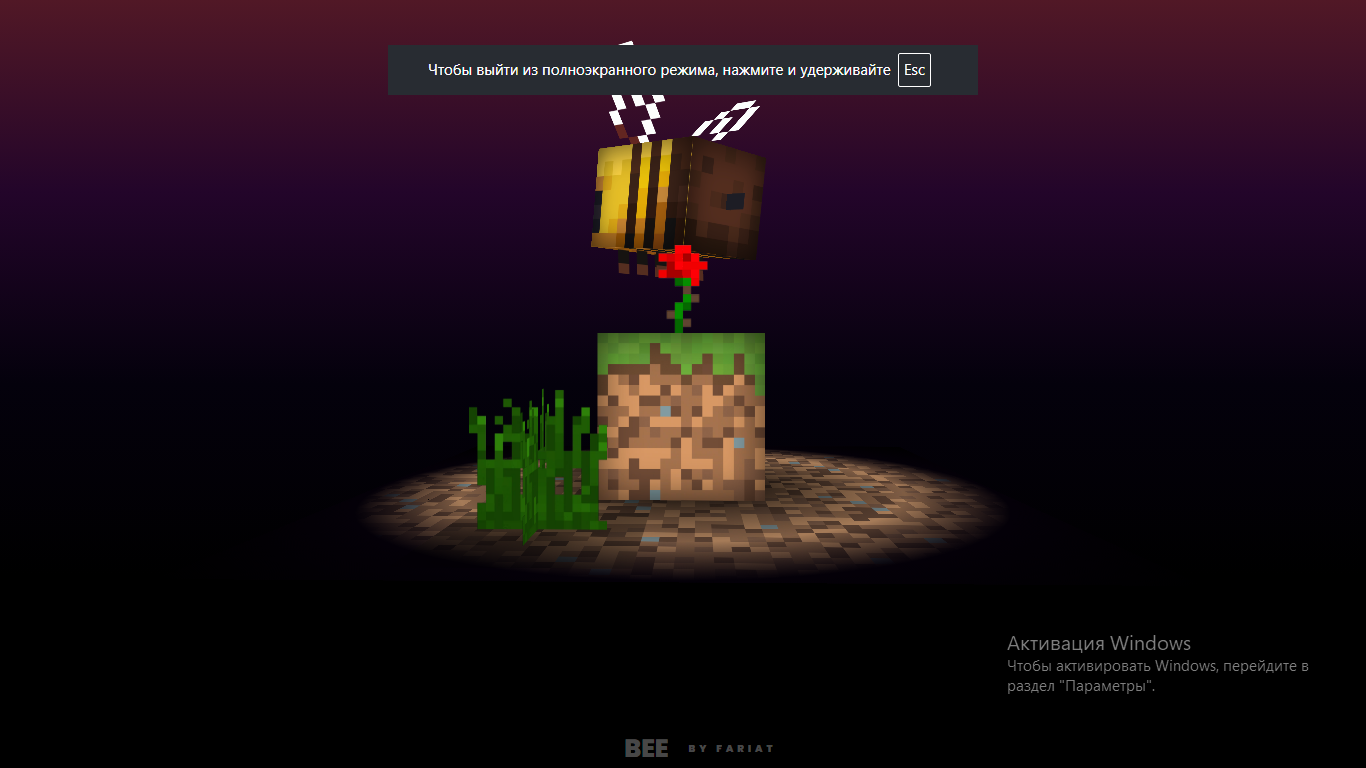 Чтобы выйти из полноэкранного режима, нажмите и удерживайте Esc
Активация Windows
Чтобы активировать Windows, перейдите в
раздел "Параметры".
BEE BY FARIAT